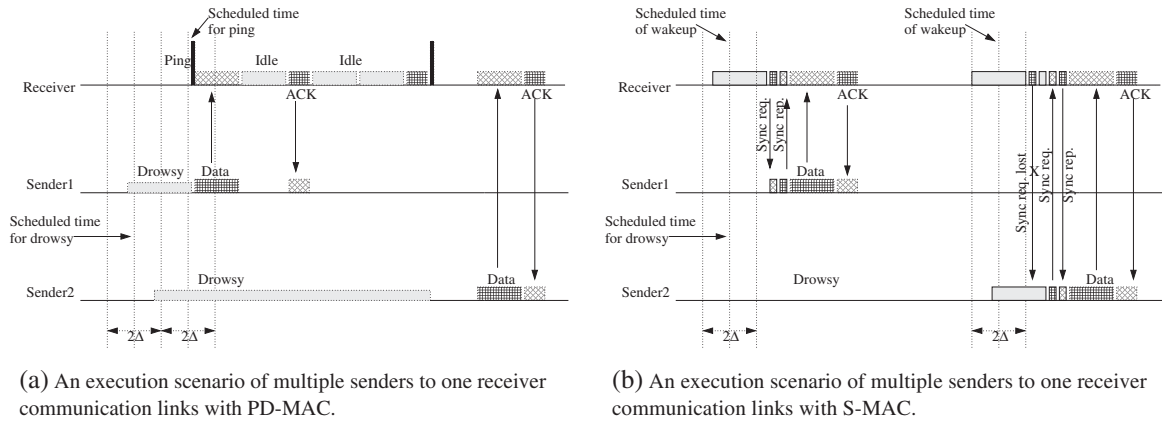 Scheduled time
for ping
Ping
Idle
Idle
Receiver
ACK
ACK
Drowsy
Data
Sender1
Scheduled time
for drowsy
Drowsy
Data
Sender2
2Δ
2Δ
(a) An execution scenario of multiple senders to one receiver
communication links with PD-MAC.
Scheduled time
of wakeup
Scheduled time
of wakeup
Receiver
ACK
ACK
Sync req.
Sync rep.
Sync req. lost
X
Sync req.
Sync rep.
Data
Sender1
Scheduled time
for drowsy
Drowsy
Data
Sender2
2Δ
2Δ
(b) An execution scenario of multiple senders to one receiver
communication links with S-MAC.